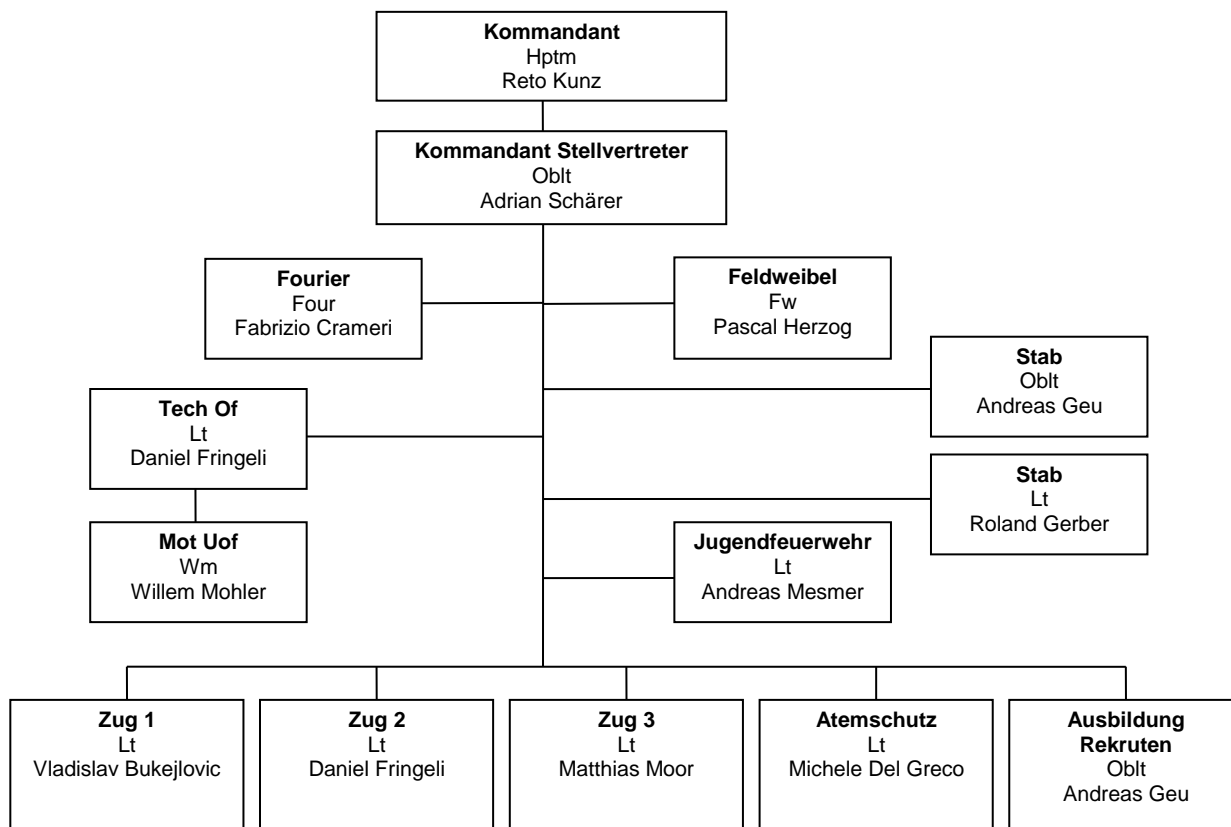 Kommandant
Hptm
Reto Kunz
Kommandant Stellvertreter
Oblt
Adrian Schärer
Fourier
Four
Fabrizio Crameri
Feldweibel
Fw
Pascal Herzog
Stab
Oblt
Andreas Geu
Tech Of
Lt
Daniel Fringeli
Stab
Lt
Roland Gerber
Mot Uof
Wm
Willem Mohler
Jugendfeuerwehr
Lt
Andreas Mesmer
Zug 1
Lt
Vladislav Bukejlovic
Zug 2
Lt
Daniel Fringeli
Zug 3
Lt
Matthias Moor
Atemschutz
Lt
Michele Del Greco
Ausbildung
Rekruten
Oblt
Andreas Geu